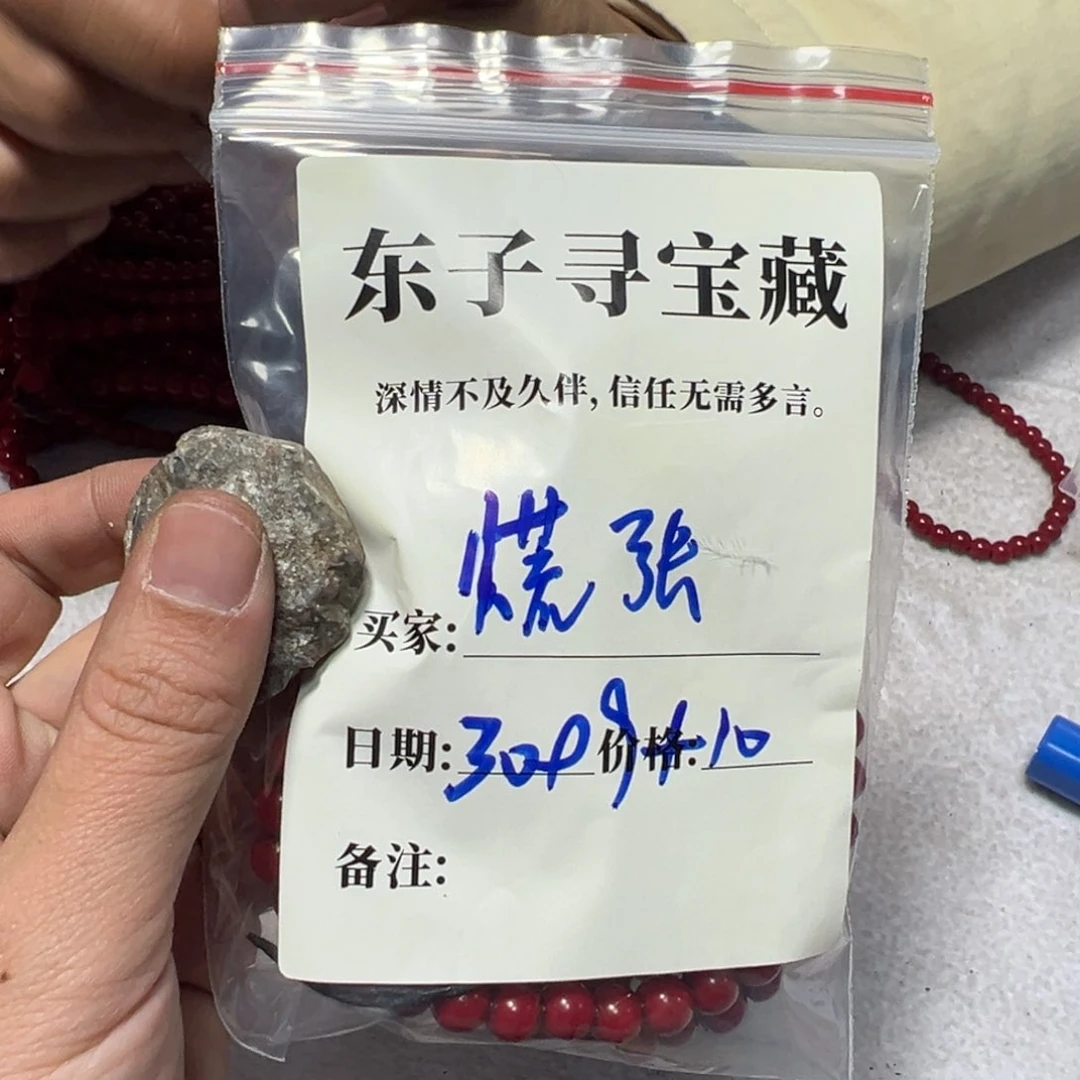 东子寻宝藏
深情不及久伴,信任无需多言。
买家: 慌张
日期: 价格: 10
备注: